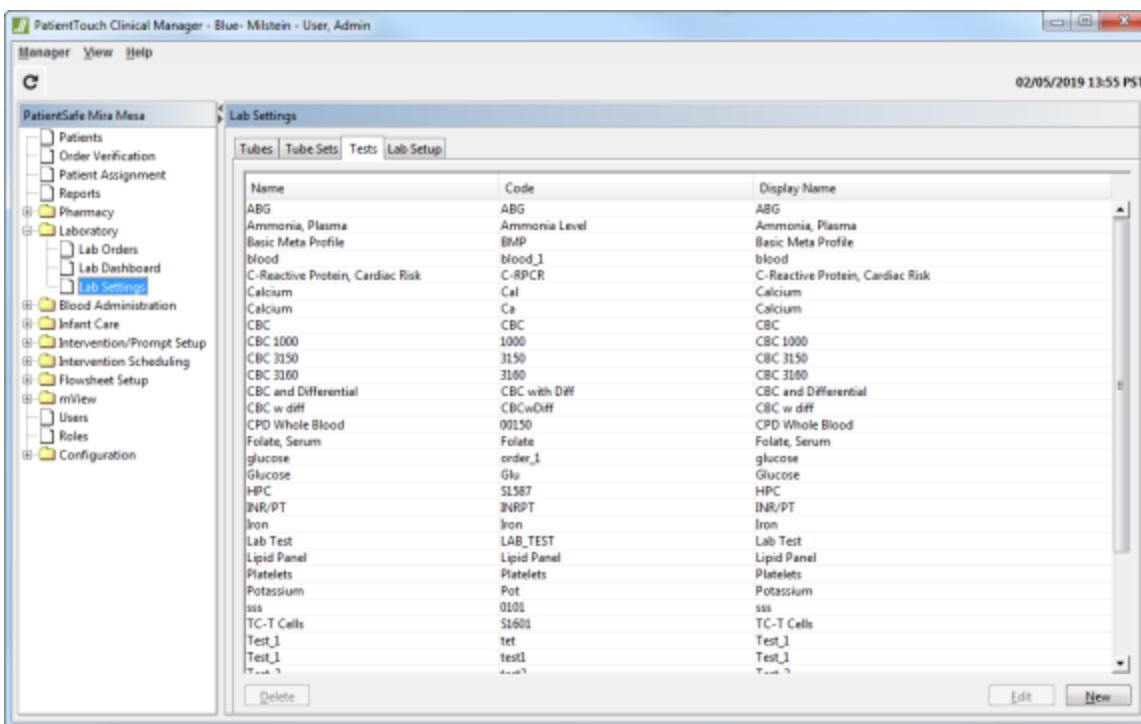 PatientTouch Clinical Manager - Blue- Milstein - User, Admin
Manager View Help
02/05/2019 13:55 PST
PatientSafe Mira Mesa
Patients
Order Verification
Patient Assignment
Reports
Pharmacy
Laboratory
Lab Orders
Lab Dashboard
Lab Settings
Blood Administration
Infant Care
Intervention/Prompt Setup
Intervention Scheduling
Flowsheet Setup
mView
Users
Roles
Configuration
Lab Settings
Tubes Tube Sets Tests Lab Setup
Name Code Display Name
ABG ABG ABG
Ammonia, Plasma Ammonia Level Ammonia, Plasma
Basic Meta Profile BMP Basic Meta Profile
blood blood_1 blood
C-Reactive Protein, Cardiac Risk C-RPCR C-Reactive Protein, Cardiac Risk
Calcium Cal Calcium
Calcium Ca Calcium
CBC CBC CBC
CBC 1000 1000 CBC 1000
CBC 3150 3150 CBC 3150
CBC 3160 3160 CBC 3160
CBC and Differential CBC with Diff CBC and Differential
CBC w diff CBCwDiff CBC w diff
CPD Whole Blood 00150 CPD Whole Blood
Folate, Serum Folate Folate, Serum
glucose order_1 glucose
Glucose Glu Glucose
HPC S1587 HPC
INR/PT INRPT INR/PT
Iron Iron Iron
Lab Test LAB_TEST Lab Test
Lipid Panel Lipid Panel Lipid Panel
Platelets Platelets Platelets
Potassium Pot Potassium
sss 0101 sss
TC-T Cells S1601 TC-T Cells
Test_1 tet Test_1
Test_1 test1 Test_1
Delete Edit New